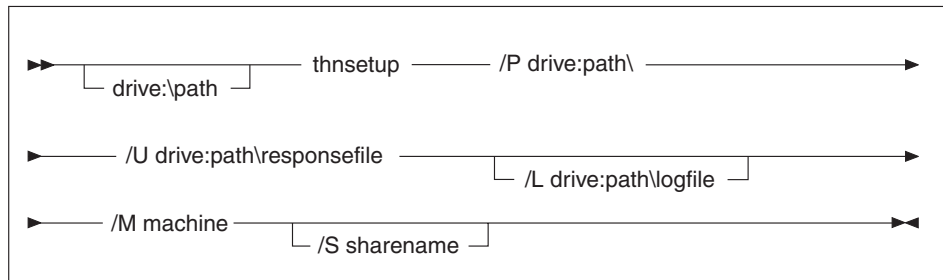 thnsetup /P drive:path\
drive:\path
/U drive:path\responsefile
/L drive:path\logfile
/M machine
/S sharename